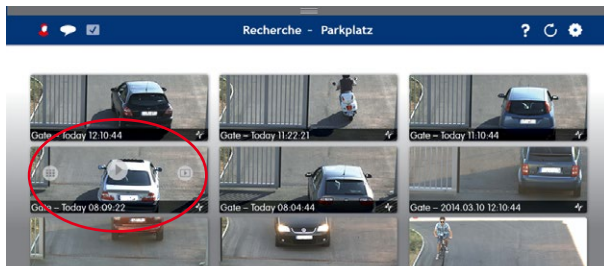 Recherche - Parkplatz
?
Gate – Today 12:10:44
Gate – Today 11:22:21
Gate – Today 11:10:44
Gate – Today 08:09:22
Gate – Today 08:04:44
Gate – 2014.03.10 12:10:44